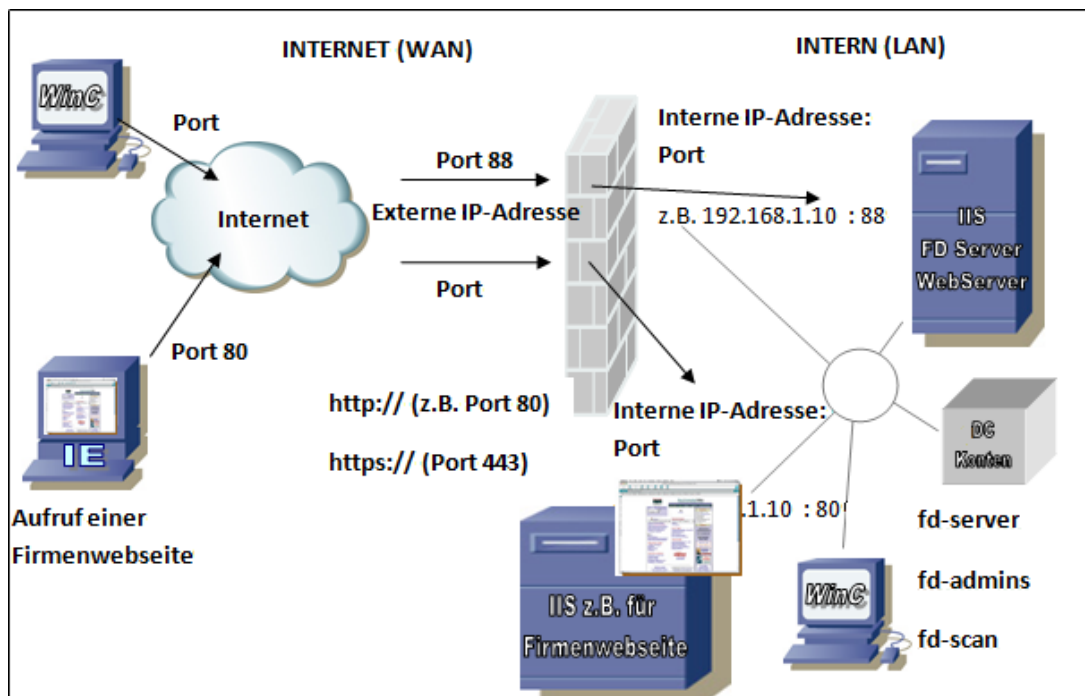 INTERNET (WAN)
INTERN (LAN)
WinC
Port
Internet
Port 88
Externe IP-Adresse
Port
Interne IP-Adresse:
Port
z.B. 192.168.1.10 : 88
IIS
FD Server
WebServer
Port 80
IE
Aufruf einer
Firmenwebseite
http:// (z.B. Port 80)
https:// (Port 443)
Interne IP-Adresse:
Port
.1.10 : 80
IIS z.B. für
Firmenwebseite
DC
Konten
WinC
fd-server
fd-admins
fd-scan